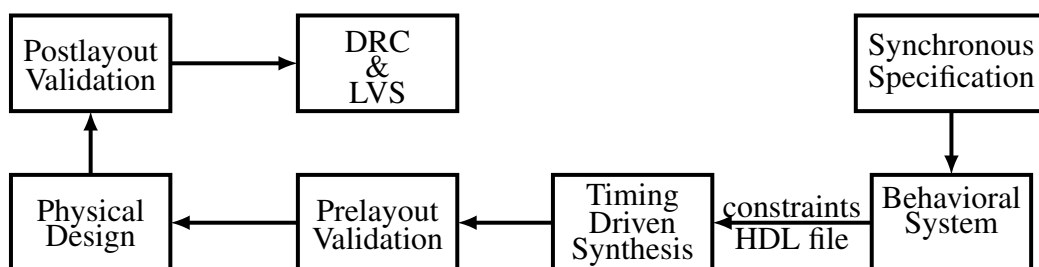 Postlayout
Validation
DRC
&
LVS
Synchronous
Specification
Physical
Design
Prelayout
Validation
Timing
Driven
Synthesis
constraints
HDL file
Behavioral
System